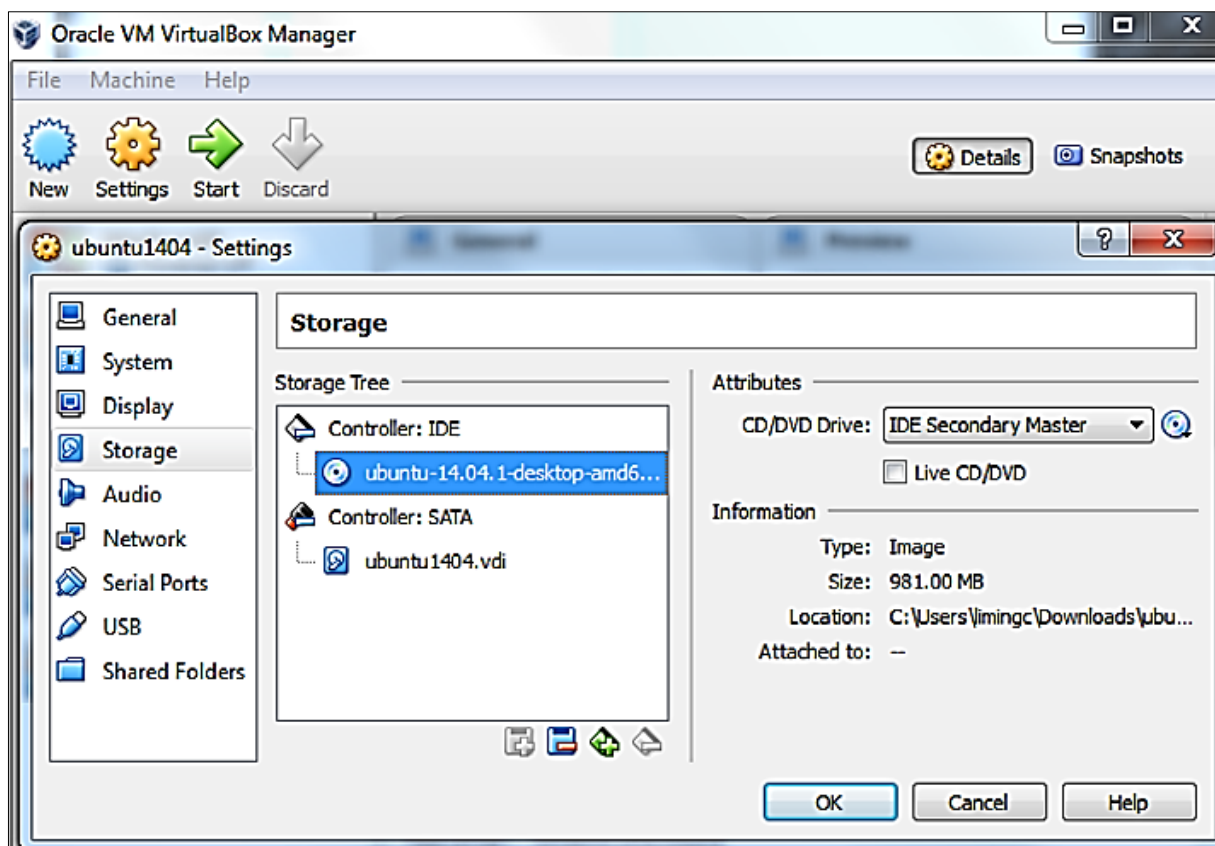 Oracle VM VirtualBox Manager
File Machine Help
New Settings Start Discard Details Snapshots
General Preview
ubuntu1404 - Settings ?
General
System
Display
Storage
Audio
Network
Serial Ports
USB
Shared Folders
Storage
Storage Tree
Controller: IDE
ubuntu-14.04.1-desktop-amd6...
Controller: SATA
ubuntu1404.vdi
Attributes
CD/DVD Drive: IDE Secondary Master
Live CD/DVD
Information
Type: Image
Size: 981.00 MB
Location: C:\Users\limingc\Downloads\ubu...
Attached to: --
OK Cancel Help